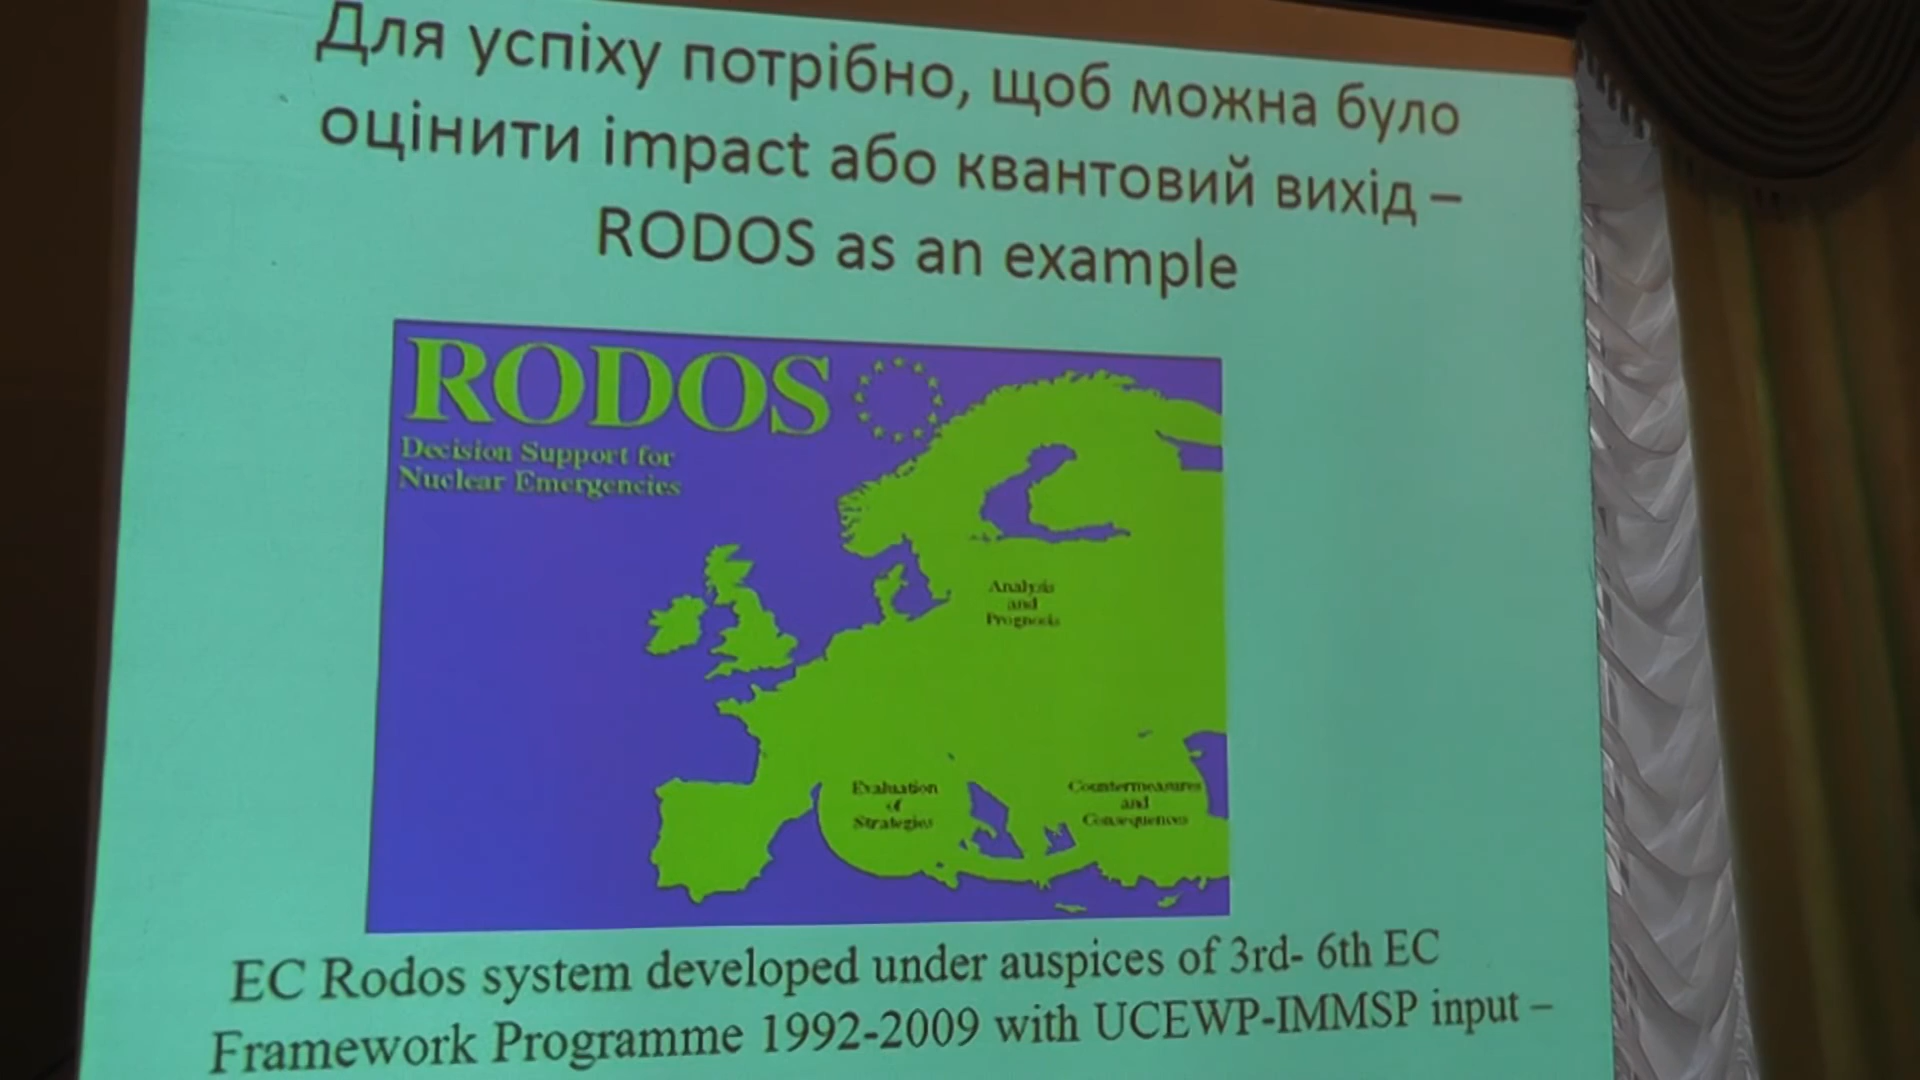 Для успіху потрібно, щоб можна було
оцінити impact або квантовий вихід –
RODOS as an example
RODOS
Decision Support for
Nuclear Emergencies
Analysis
and
Prognosis
Evaluation
of
Strategies
Countermeasures
and
Consequences
EC Rodos system developed under auspices of 3rd- 6th EC
Framework Programme 1992-2009 with UCEWP-IMMSP input –